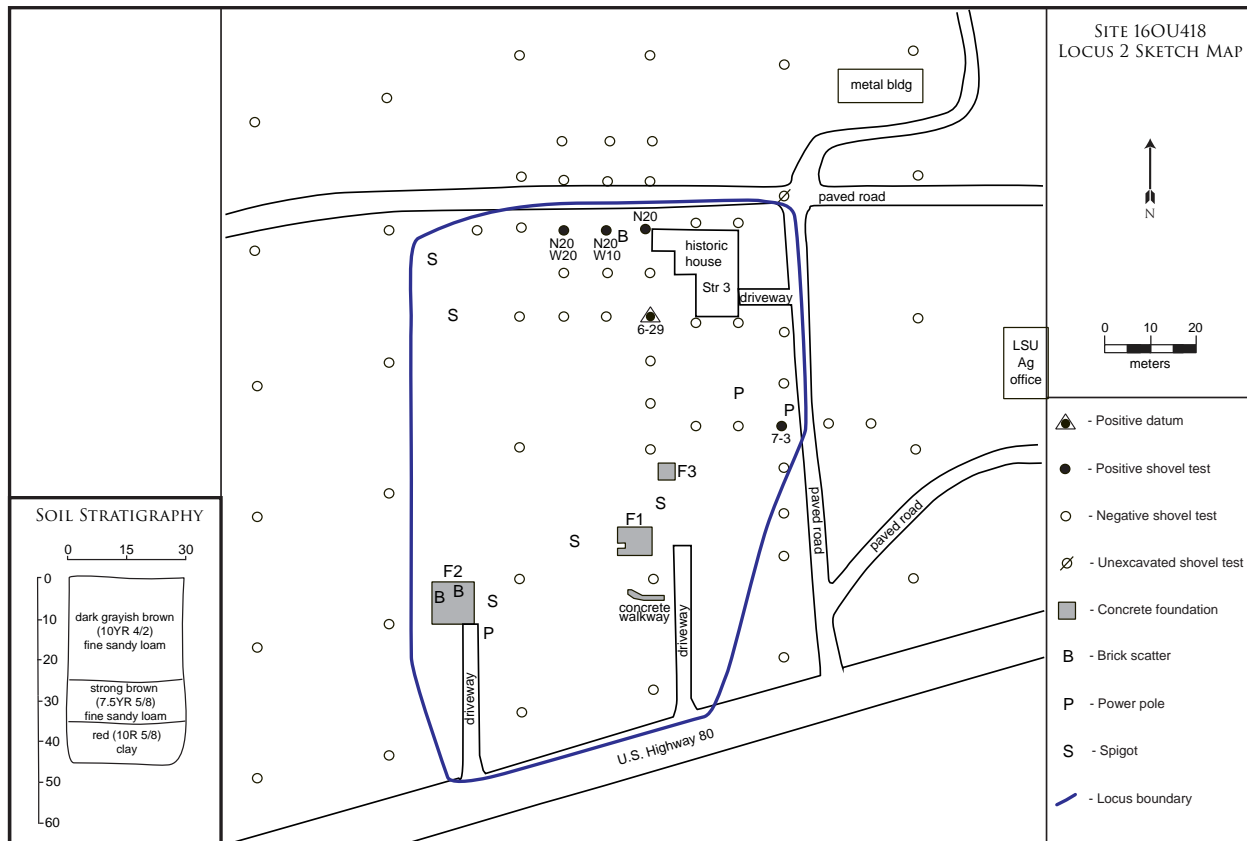 SITE 16OU418
LOCUS 2 SKETCH MAP
metal bldg
N
paved road
N20
N20
W20
N20
W10
B
historic
house
Str 3
S
driveway
S
6-29
0 10 20
meters
LSU
Ag
office
P
P
7-3
F3
S
F1
S
paved road
paved road
F2
B B
S
P
concrete
walkway
driveway
driveway
U.S. Highway 80
- Positive datum
- Positive shovel test
- Negative shovel test
- Unexcavated shovel test
- Concrete foundation
B - Brick scatter
P - Power pole
S - Spigot
- Locus boundary
SOIL STRATIGRAPHY
0 15 30
0
10
20
30
40
50
60
dark grayish brown
(10YR 4/2)
fine sandy loam
strong brown
(7.5YR 5/8)
fine sandy loam
red (10R 5/8)
clay